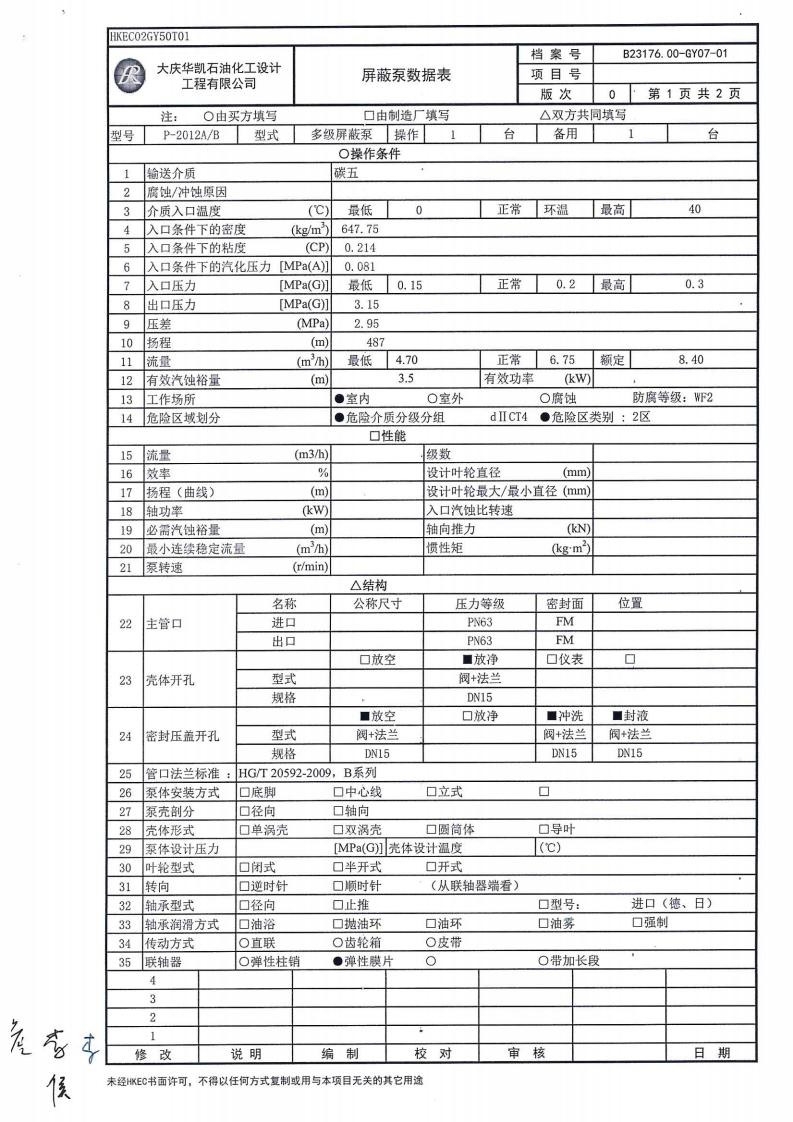 HKEC02GY50T01
大庆华凯石油化工设计工程有限公司 屏蔽泵数据表 档 案 号 B23176.00-GY07-01
项 目 号
版 次 0 第 1 页 共 2 页
注: ○由买方填写 □由制造厂填写 △双方共同填写
型号 P-2012A/B 型式 多级屏蔽泵 操作 1 台 备用 1 台
○操作条件
1 输送介质 碳五
2 腐蚀/冲蚀原因
3 介质入口温度 (℃) 最低 0 正常 环温 最高 40
4 入口条件下的密度 (kg/m³) 647.75
5 入口条件下的粘度 (CP) 0.214
6 入口条件下的汽化压力 [MPa(A)] 0.081
7 入口压力 [MPa(G)] 最低 0.15 正常 0.2 最高 0.3
8 出口压力 [MPa(G)] 3.15
9 压差 (MPa) 2.95
10 扬程 (m) 487
11 流量 (m³/h) 最低 4.70 正常 6.75 额定 8.40
12 有效汽蚀裕量 (m) 3.5 有效功率 (kW)
13 工作场所 ●室内 ○室外 ○腐蚀 防腐等级: WF2
14 危险区域划分 ●危险介质分级分组 dⅡCT4 ●危险区类别 : 2区
□性能
15 流量 (m3/h) 级数
16 效率 % 设计叶轮直径 (mm)
17 扬程（曲线） (m) 设计叶轮最大/最小直径 (mm)
18 轴功率 (kW) 入口汽蚀比转速
19 必需汽蚀裕量 (m) 轴向推力 (kN)
20 最小连续稳定流量 (m³/h) 惯性矩 (kg·m²)
21 泵转速 (r/min)
△结构
22 主管口 名称 公称尺寸 压力等级 密封面 位置
进口 PN63 FM
出口 PN63 FM
23 壳体开孔 □放空 ■放净 □仪表 □
型式 阀+法兰
规格 DN15
24 密封压盖开孔 ■放空 □放净 ■冲洗 ■封液
型式 阀+法兰 阀+法兰 阀+法兰
规格 DN15 DN15 DN15
25 管口法兰标准 : HG/T 20592-2009，B系列
26 泵体安装方式 □底脚 □中心线 □立式 □
27 泵壳剖分 □径向 □轴向
28 壳体形式 □单涡壳 □双涡壳 □圆筒体 □导叶
29 泵体设计压力 [MPa(G)] 壳体设计温度 (℃)
30 叶轮型式 □闭式 □半开式 □开式
31 转向 □逆时针 □顺时针 （从联轴器端看）
32 轴承型式 □径向 □止推 □型号: 进口（德、日）
33 轴承润滑方式 □油浴 □抛油环 □油环 □油雾 □强制
34 传动方式 ○直联 ○齿轮箱 ○皮带
35 联轴器 ○弹性柱销 ●弹性膜片 ○ ○带加长段
4
3
2
1
修 改 说 明 编 制 校 对 审 核 日 期
未经HKEC书面许可，不得以任何方式复制或用与本项目无关的其它用途